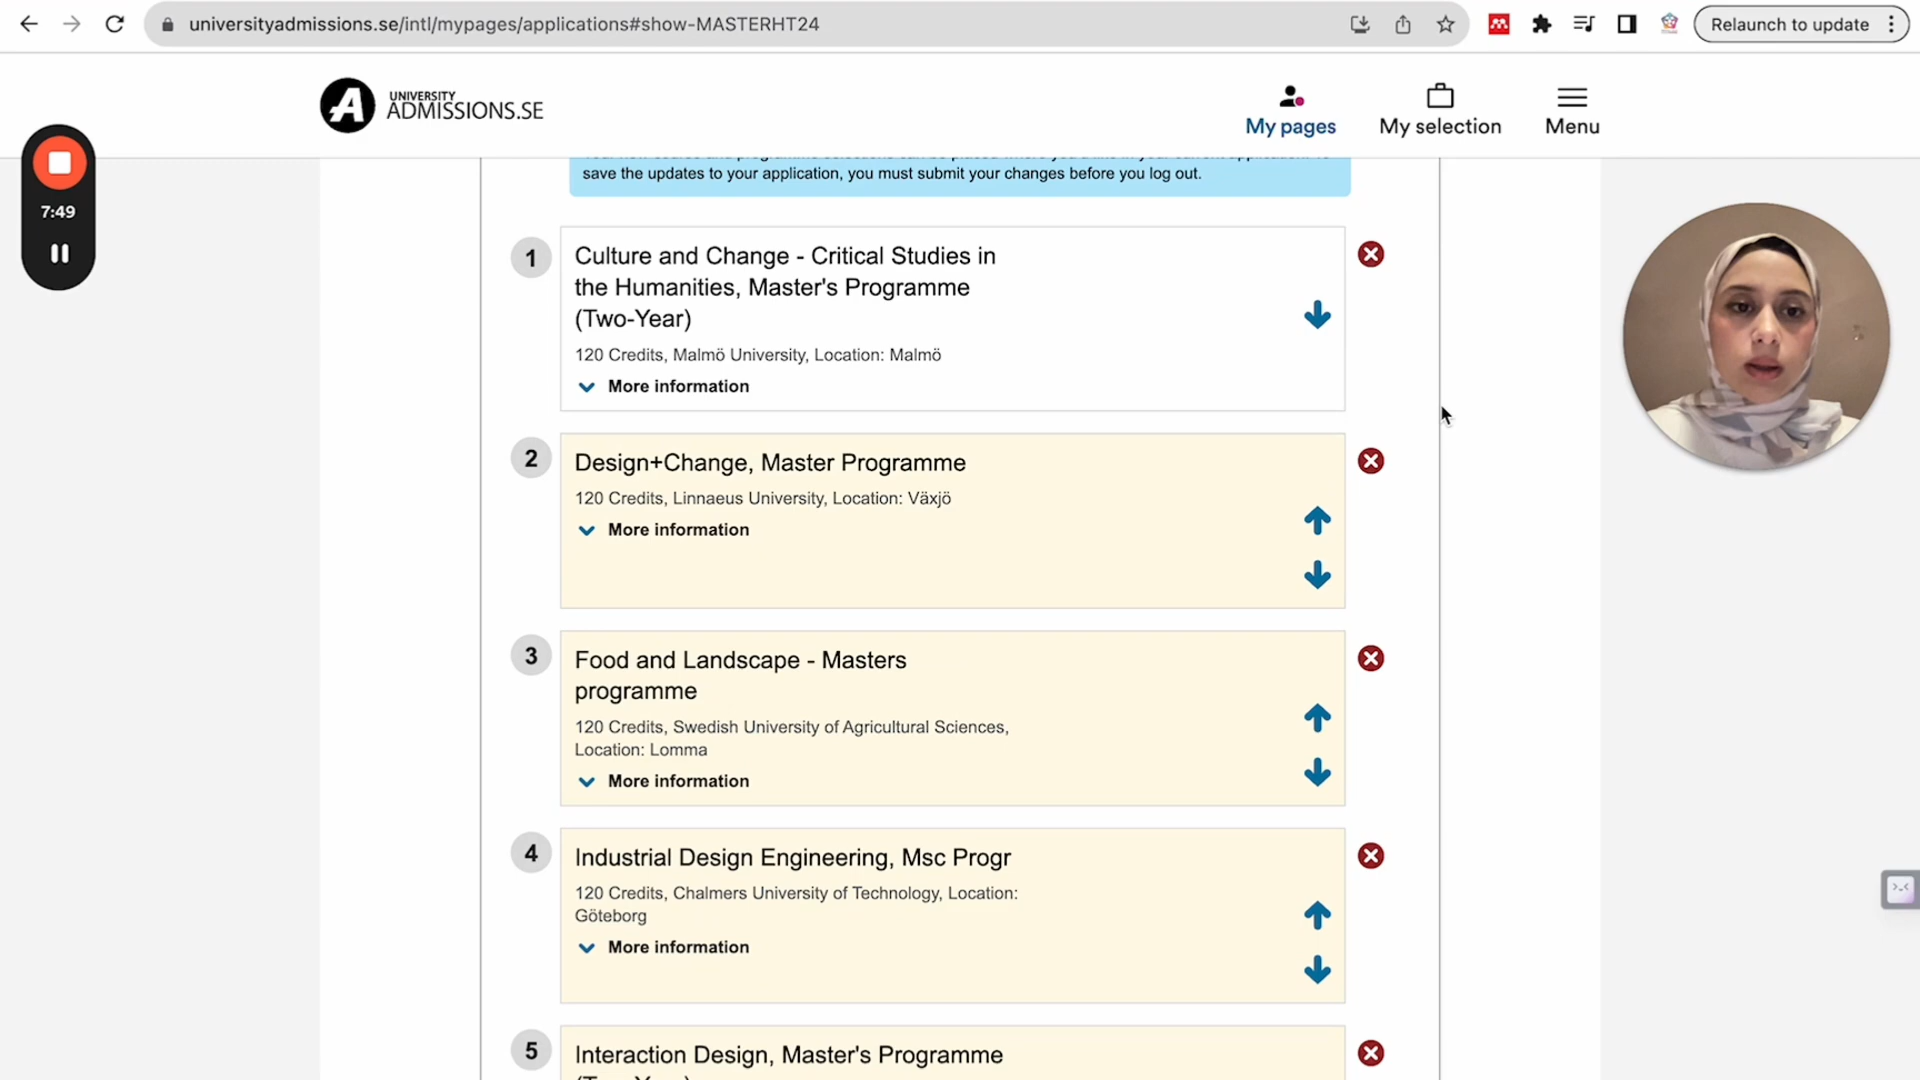 universityadmissions.se/intl/mypages/applications#show-MASTERHT24
Relaunch to update
UNIVERSITY
ADMISSIONS.SE
My pages
My selection
Menu
7:49
save the updates to your application, you must submit your changes before you log out.
1
Culture and Change - Critical Studies in
the Humanities, Master's Programme
(Two-Year)
120 Credits, Malmö University, Location: Malmö
More information
2
Design+Change, Master Programme
120 Credits, Linnaeus University, Location: Växjö
More information
3
Food and Landscape - Masters
programme
120 Credits, Swedish University of Agricultural Sciences,
Location: Lomma
More information
4
Industrial Design Engineering, Msc Progr
120 Credits, Chalmers University of Technology, Location:
Göteborg
More information
5
Interaction Design, Master's Programme